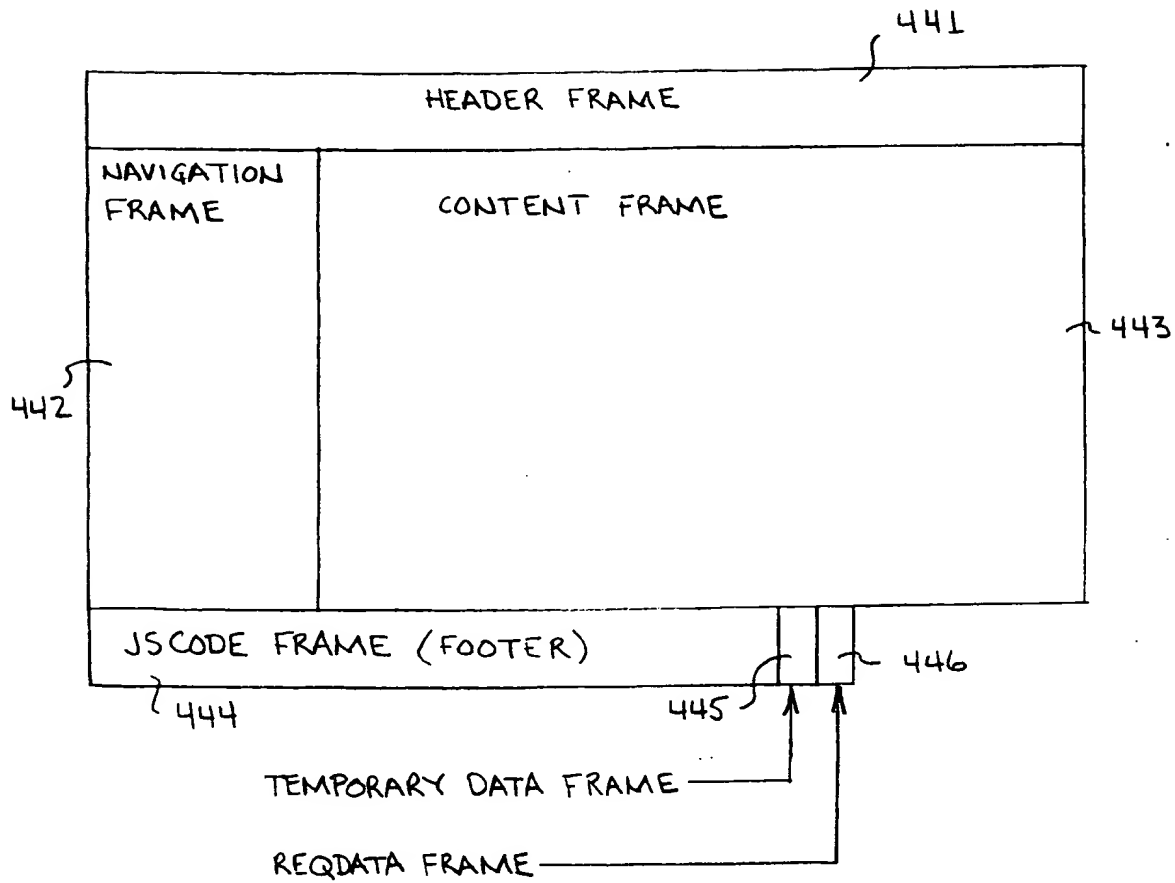 441
HEADER FRAME
NAVIGATION
FRAME
CONTENT FRAME
443
442
JSCODE FRAME (FOOTER)
446
444
445
TEMPORARY DATA FRAME
REQDATA FRAME